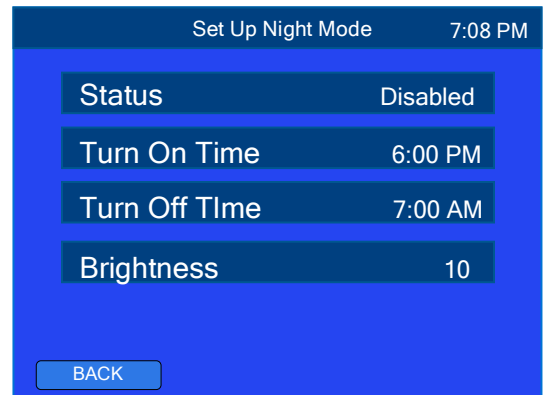 Set Up Night Mode 7:08 PM
Status Disabled
Turn On Time 6:00 PM
Turn Off TIme 7:00 AM
Brightness 10
BACK